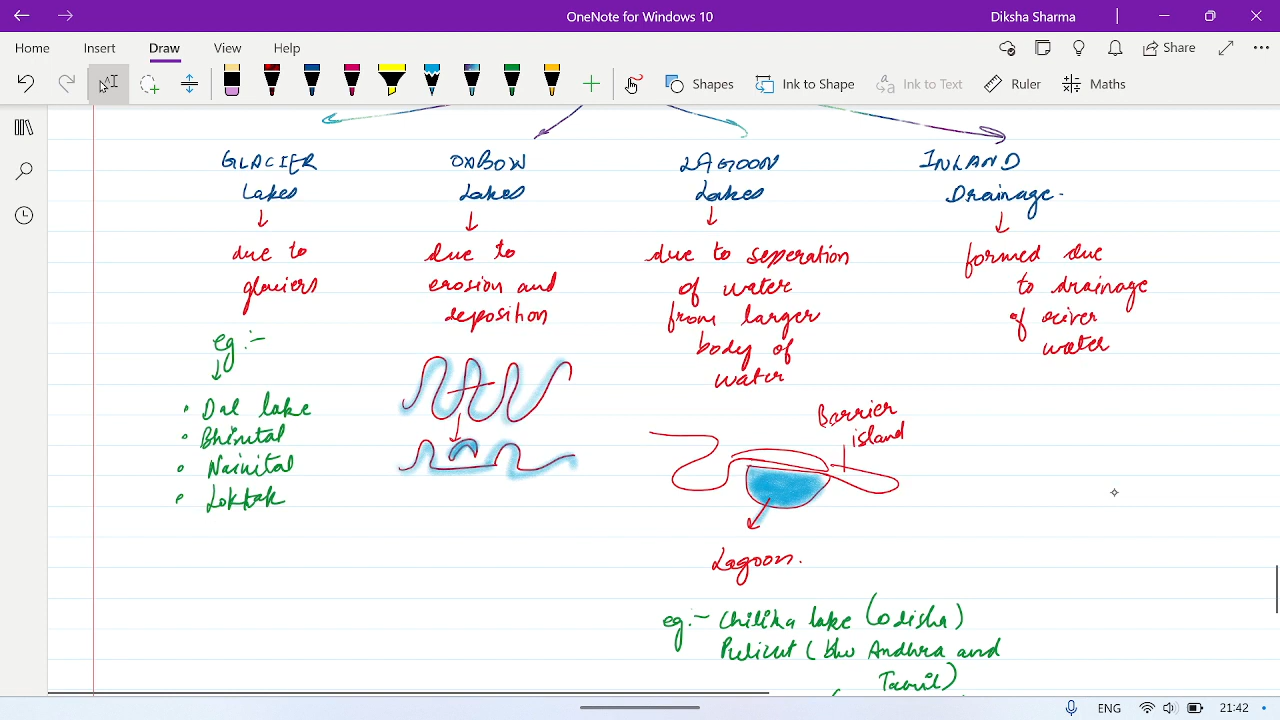 OneNote for Windows 10
Diksha Sharma
Home Insert Draw View Help
Share
Shapes Ink to Shape Ink to Text Ruler Maths
GLACIER
Lakes
due to
glaciers
eg:-
• Dal lake
• Bhimtal
• Nainital
• Loktak
OXBOW
Lakes
due to
erosion and
deposition
LAGOON
Lakes
due to seperation
of water
from larger
body of
water
Barrier
island
Lagoon.
eg:- Chilika lake (odisha)
Pulicut (b/w Andhra and
Tamil)
INLAND
Drainage.
formed due
to drainage
of river
water
ENG
21:42